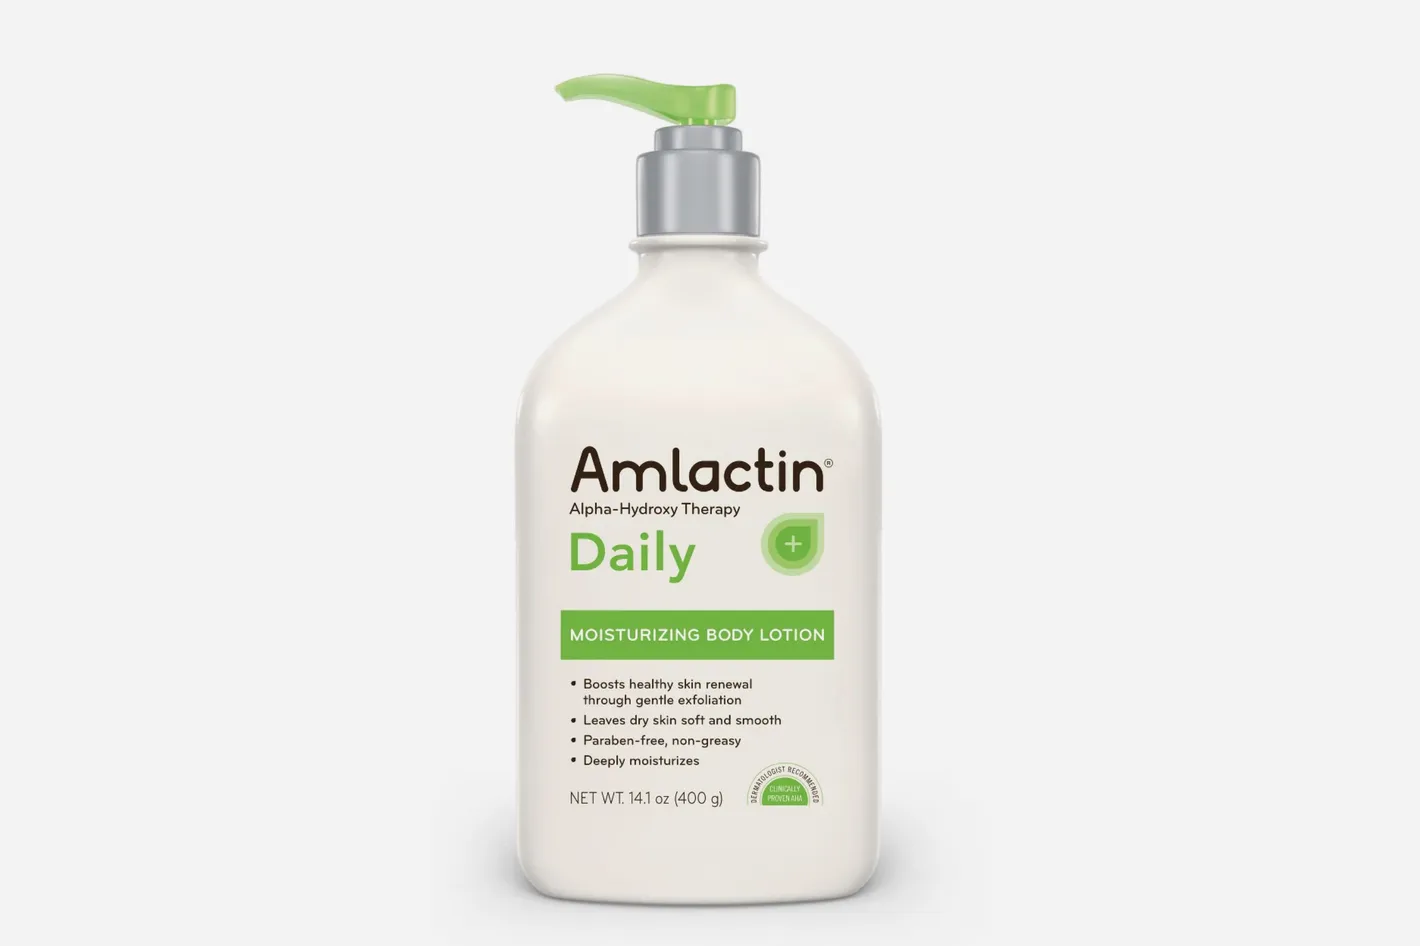 Amlactin®
Alpha-Hydroxy Therapy
Daily
+
MOISTURIZING BODY LOTION
• Boosts healthy skin renewal
through gentle exfoliation
• Leaves dry skin soft and smooth
• Paraben-free, non-greasy
• Deeply moisturizes
DERMATOLOGIST RECOMMENDED
CLINICALLY
PROVEN AHA
NET WT. 14.1 oz (400 g)